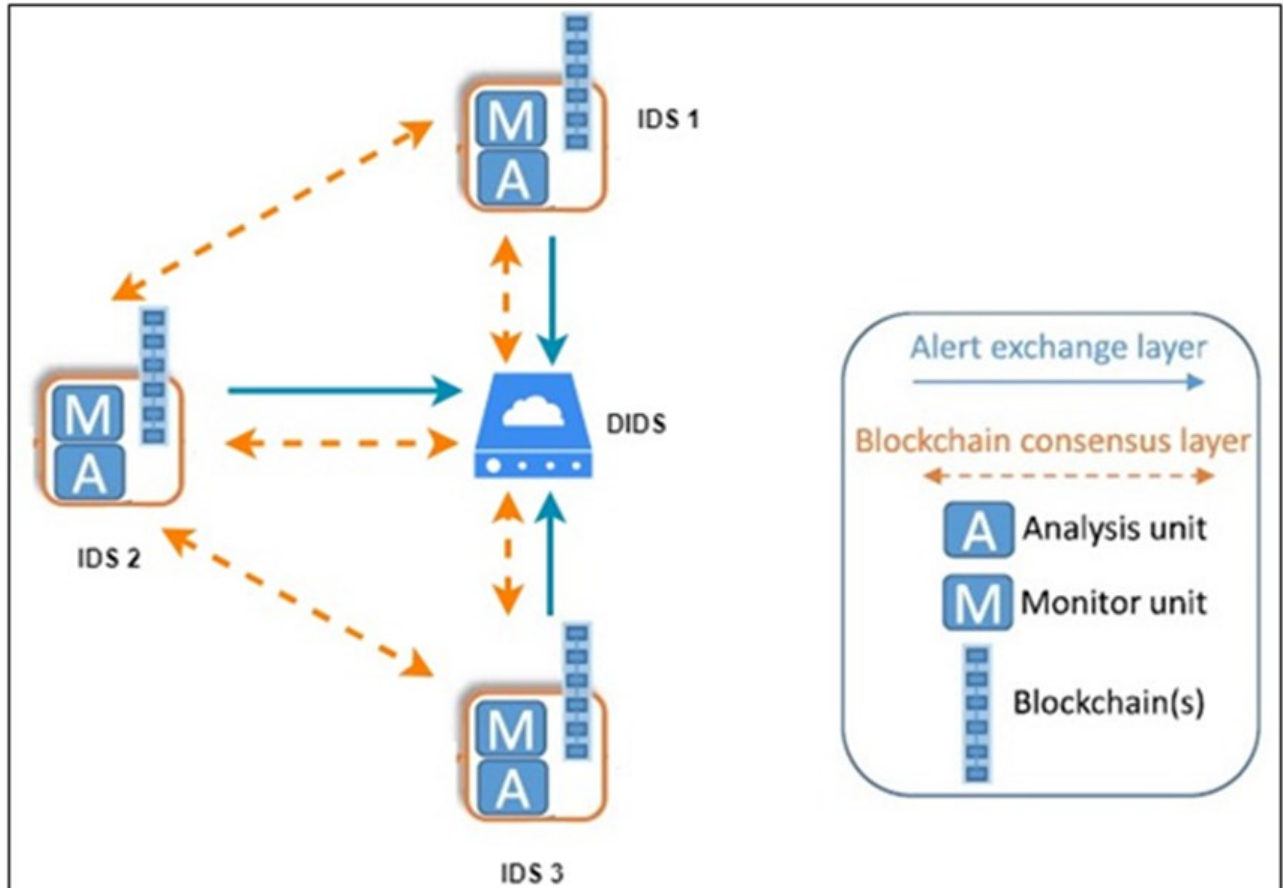 M
A
IDS 1
M
A
IDS 2
DIDS
M
A
IDS 3
Alert exchange layer
Blockchain consensus layer
A Analysis unit
M Monitor unit
Blockchain(s)